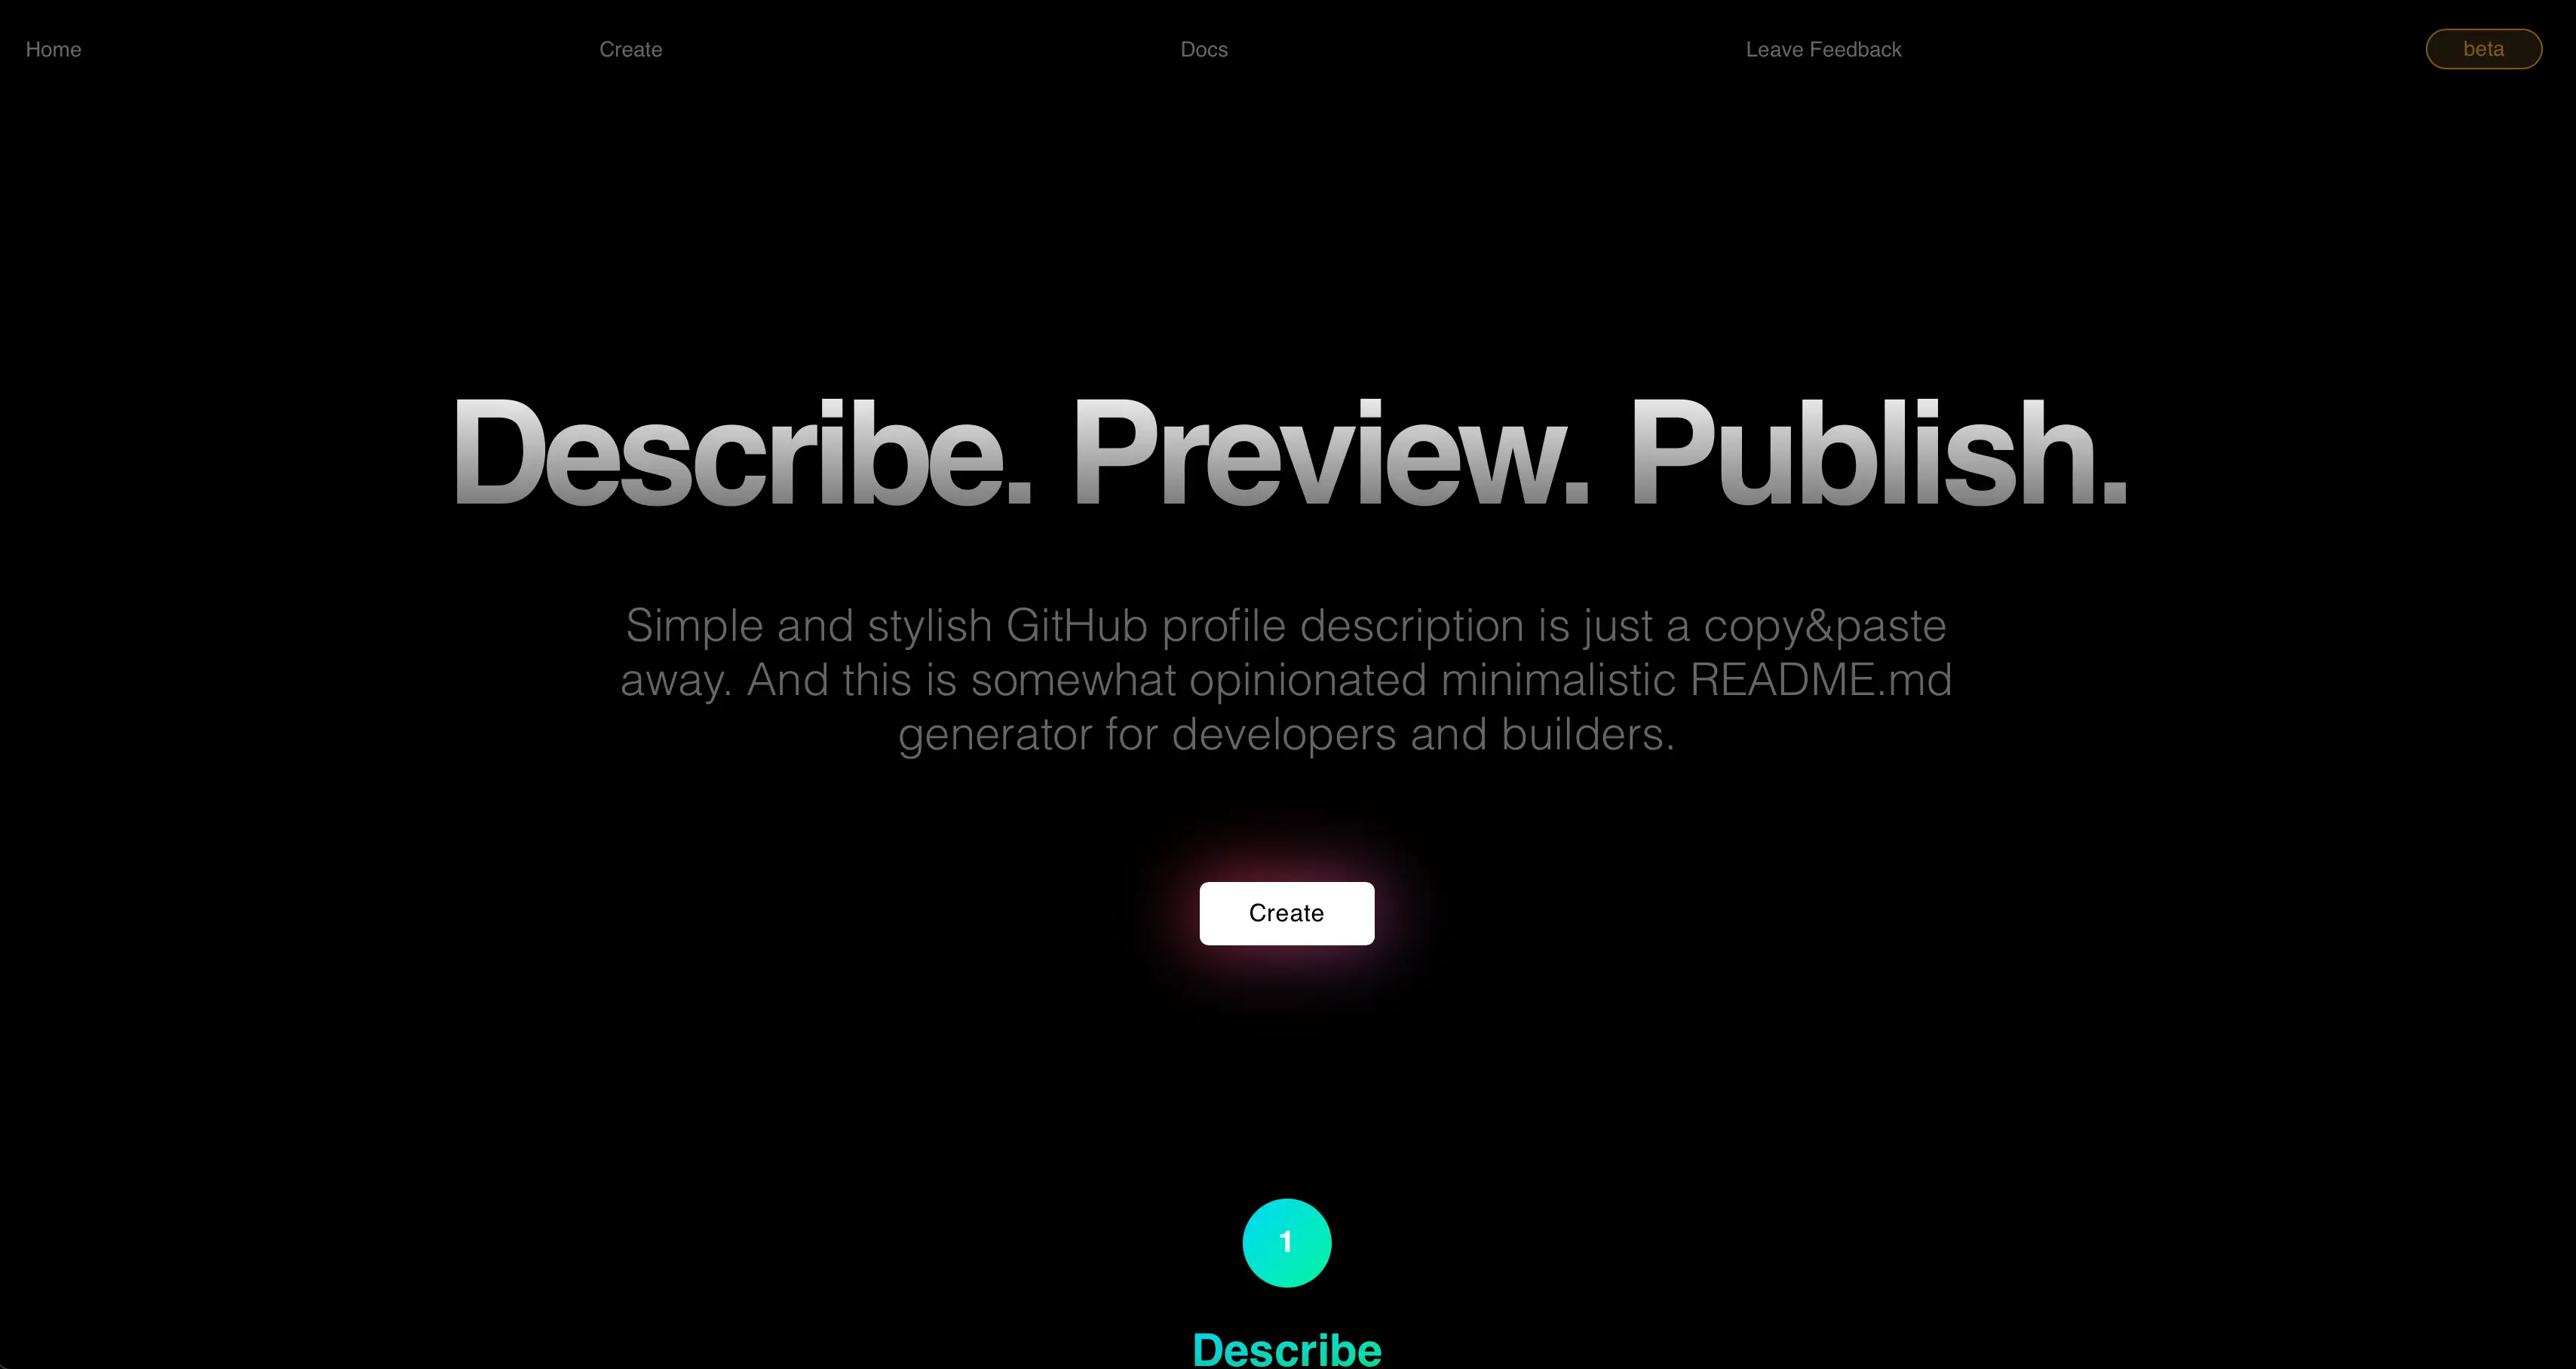 Home
Create
Docs
Leave Feedback
beta
Describe. Preview. Publish.
Simple and stylish GitHub profile description is just a copy&paste
away. And this is somewhat opinionated minimalistic README.md
generator for developers and builders.
Create
1
Describe